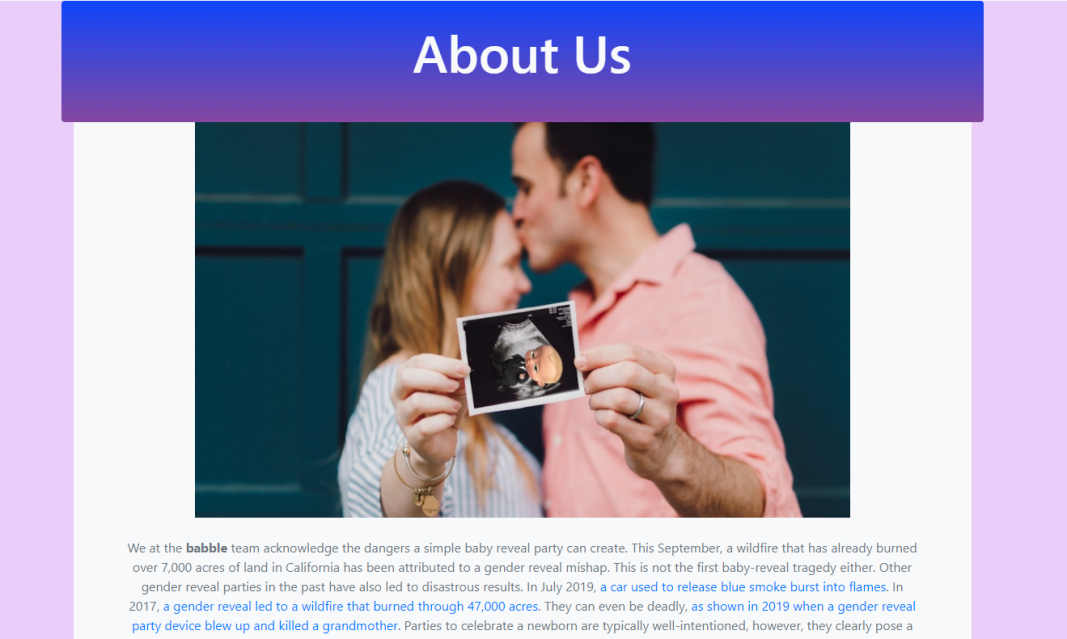 About Us
We at the babble team acknowledge the dangers a simple baby reveal party can create. This September, a wildfire that has already burned
over 7,000 acres of land in California has been attributed to a gender reveal mishap. This is not the first baby-reveal tragedy either. Other
gender reveal parties in the past have also led to disastrous results. In July 2019, a car used to release blue smoke burst into flames. In
2017, a gender reveal led to a wildfire that burned through 47,000 acres. They can even be deadly, as shown in 2019 when a gender reveal
party device blew up and killed a grandmother. Parties to celebrate a newborn are typically well-intentioned, however, they clearly pose a